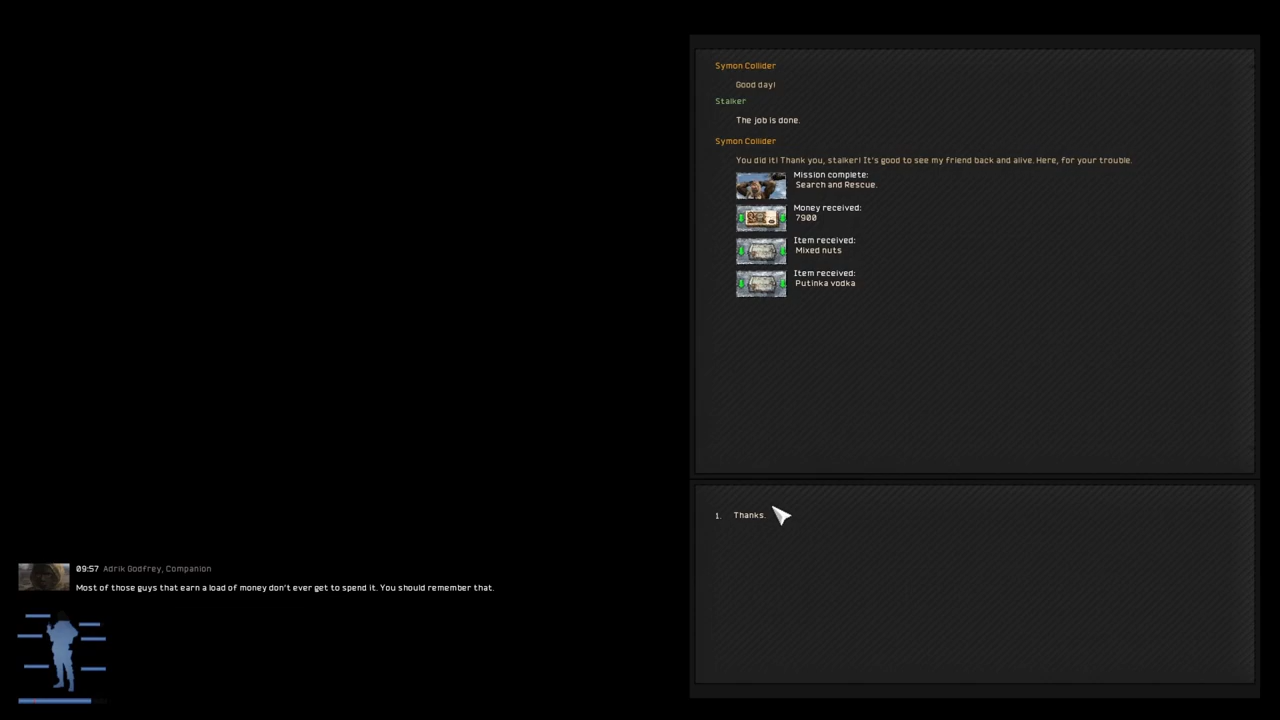 Symon Collider
Good day!
Stalker
The job is done.
Symon Collider
You did it! Thank you, stalker! It's good to see my friend back and alive. Here, for your trouble.
Mission complete:
Search and Rescue.
Money received:
7900
Item received:
Mixed nuts
Item received:
Putinka vodka
1. Thanks.
09:57 Adrik Godfrey, Companion
Most of those guys that earn a load of money don't ever get to spend it. You should remember that.